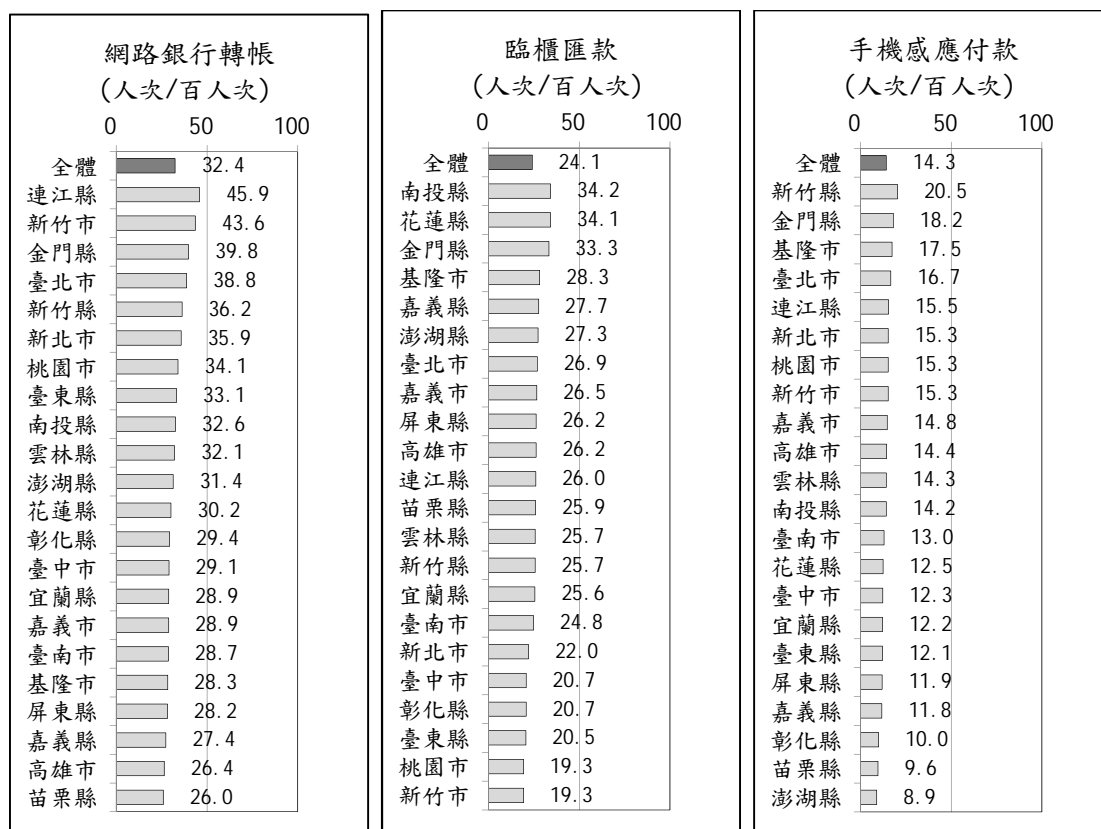 網路銀行轉帳
(人次/百人次)
0 50 100
全體 32.4
連江縣 45.9
新竹市 43.6
金門縣 39.8
臺北市 38.8
新竹縣 36.2
新北市 35.9
桃園市 34.1
臺東縣 33.1
南投縣 32.6
雲林縣 32.1
澎湖縣 31.4
花蓮縣 30.2
彰化縣 29.4
臺中市 29.1
宜蘭縣 28.9
嘉義市 28.9
臺南市 28.7
基隆市 28.3
屏東縣 28.2
嘉義縣 27.4
高雄市 26.4
苗栗縣 26.0
臨櫃匯款
(人次/百人次)
0 50 100
全體 24.1
南投縣 34.2
花蓮縣 34.1
金門縣 33.3
基隆市 28.3
嘉義縣 27.7
澎湖縣 27.3
臺北市 26.9
嘉義市 26.5
屏東縣 26.2
高雄市 26.2
連江縣 26.0
苗栗縣 25.9
雲林縣 25.7
新竹縣 25.7
宜蘭縣 25.6
臺南市 24.8
新北市 22.0
臺中市 20.7
彰化縣 20.7
臺東縣 20.5
桃園市 19.3
新竹市 19.3
手機感應付款
(人次/百人次)
0 50 100
全體 14.3
新竹縣 20.5
金門縣 18.2
基隆市 17.5
臺北市 16.7
連江縣 15.5
新北市 15.3
桃園市 15.3
新竹市 15.3
嘉義市 14.8
高雄市 14.4
雲林縣 14.3
南投縣 14.2
臺南市 13.0
花蓮縣 12.5
臺中市 12.3
宜蘭縣 12.2
臺東縣 12.1
屏東縣 11.9
嘉義縣 11.8
彰化縣 10.0
苗栗縣 9.6
澎湖縣 8.9